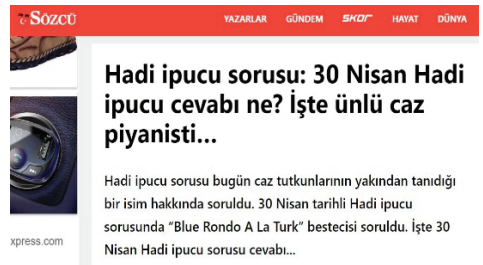 Sözcü YAZARLAR GÜNDEM SKOR HAYAT DÜNYA
Hadi ipucu sorusu: 30 Nisan Hadi
ipucu cevabı ne? İşte ünlü caz
piyanisti...
Hadi ipucu sorusu bugün caz tutkunlarının yakından tanıdığı
bir isim hakkında soruldu. 30 Nisan tarihli Hadi ipucu
sorusunda “Blue Rondo A La Turk” bestecisi soruldu. İşte 30
xpress.com
Nisan Hadi ipucu sorusu cevabı...